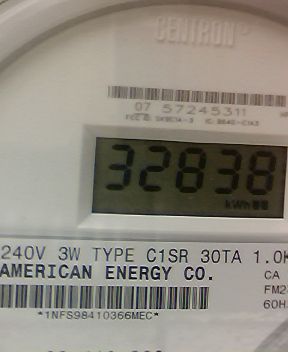 CENTRON
07 57245311
32838
kWh
240V 3W TYPE C1SR 30TA 1.0K
AMERICAN ENERGY CO.
CA
FM2
60H
*1NFS98410366MEC*